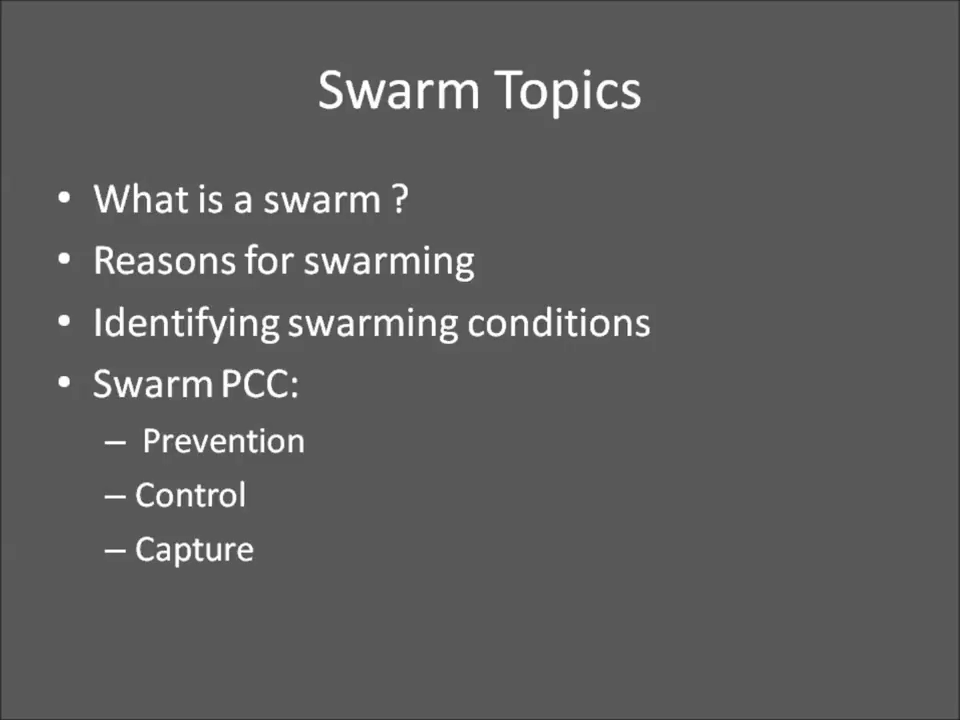 Swarm Topics
• What is a swarm ?
• Reasons for swarming
• Identifying swarming conditions
• Swarm PCC:
– Prevention
– Control
– Capture